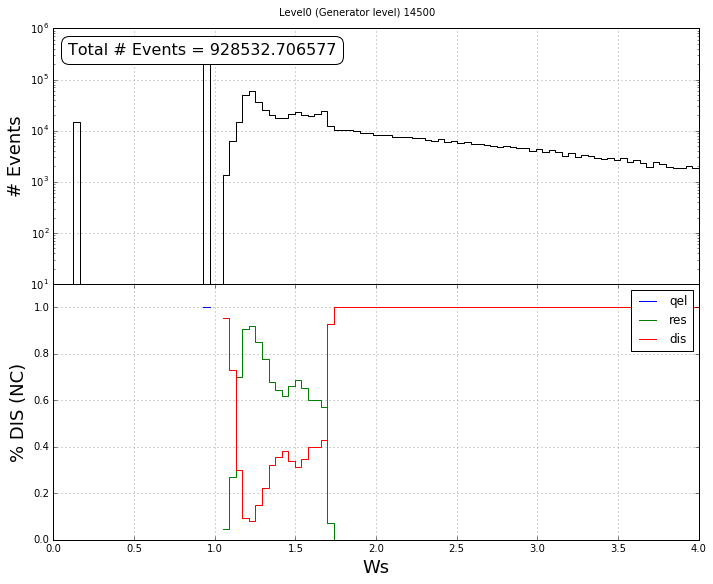 Level0 (Generator level) 14500
Total # Events = 928532.706577
# Events
10^6
10^5
10^4
10^3
10^2
10^1
% DIS (NC)
1.0
0.8
0.6
0.4
0.2
0.0
qel
res
dis
0.0 0.5 1.0 1.5 2.0 2.5 3.0 3.5 4.0
Ws